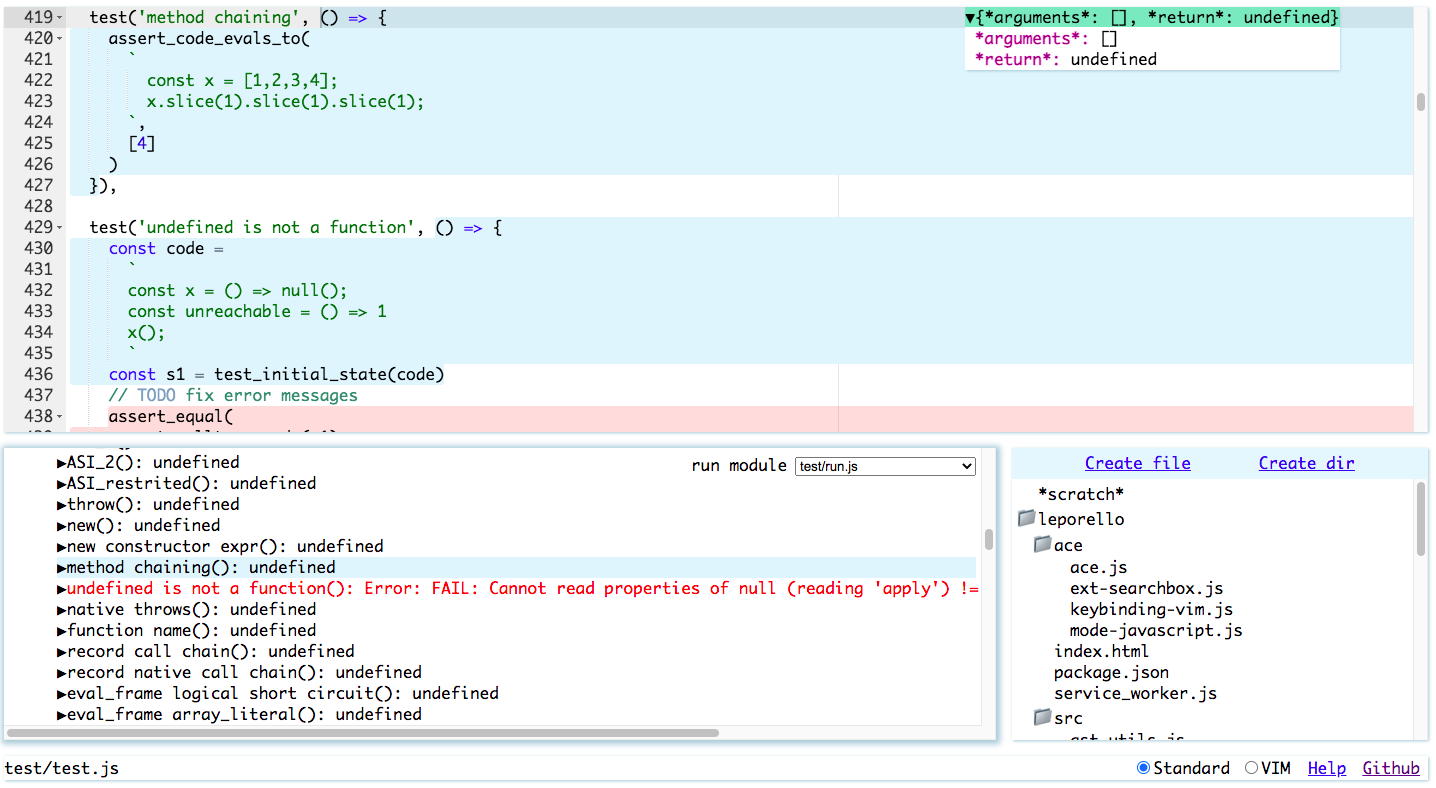 419 test('method chaining', () => {
420 assert_code_evals_to(
421 `
422 const x = [1,2,3,4];
423 x.slice(1).slice(1).slice(1);
424 `,
425 [4]
426 )
427 }),
428
429 test('undefined is not a function', () => {
430 const code =
431 `
432 const x = () => null();
433 const unreachable = () => 1
434 x();
435 `
436 const s1 = test_initial_state(code)
437 // TODO fix error messages
438 assert_equal(
▼{*arguments*: [], *return*: undefined}
*arguments*: []
*return*: undefined
▶ASI_2(): undefined
▶ASI_restrited(): undefined
▶throw(): undefined
▶new(): undefined
▶new constructor expr(): undefined
▶method chaining(): undefined
▶undefined is not a function(): Error: FAIL: Cannot read properties of null (reading 'apply') !=
▶native throws(): undefined
▶function name(): undefined
▶record call chain(): undefined
▶record native call chain(): undefined
▶eval_frame logical short circuit(): undefined
▶eval_frame array_literal(): undefined
run module test/run.js
Create file Create dir
*scratch*
leporello
ace
ace.js
ext-searchbox.js
keybinding-vim.js
mode-javascript.js
index.html
package.json
service_worker.js
src
test/test.js
Standard VIM Help Github